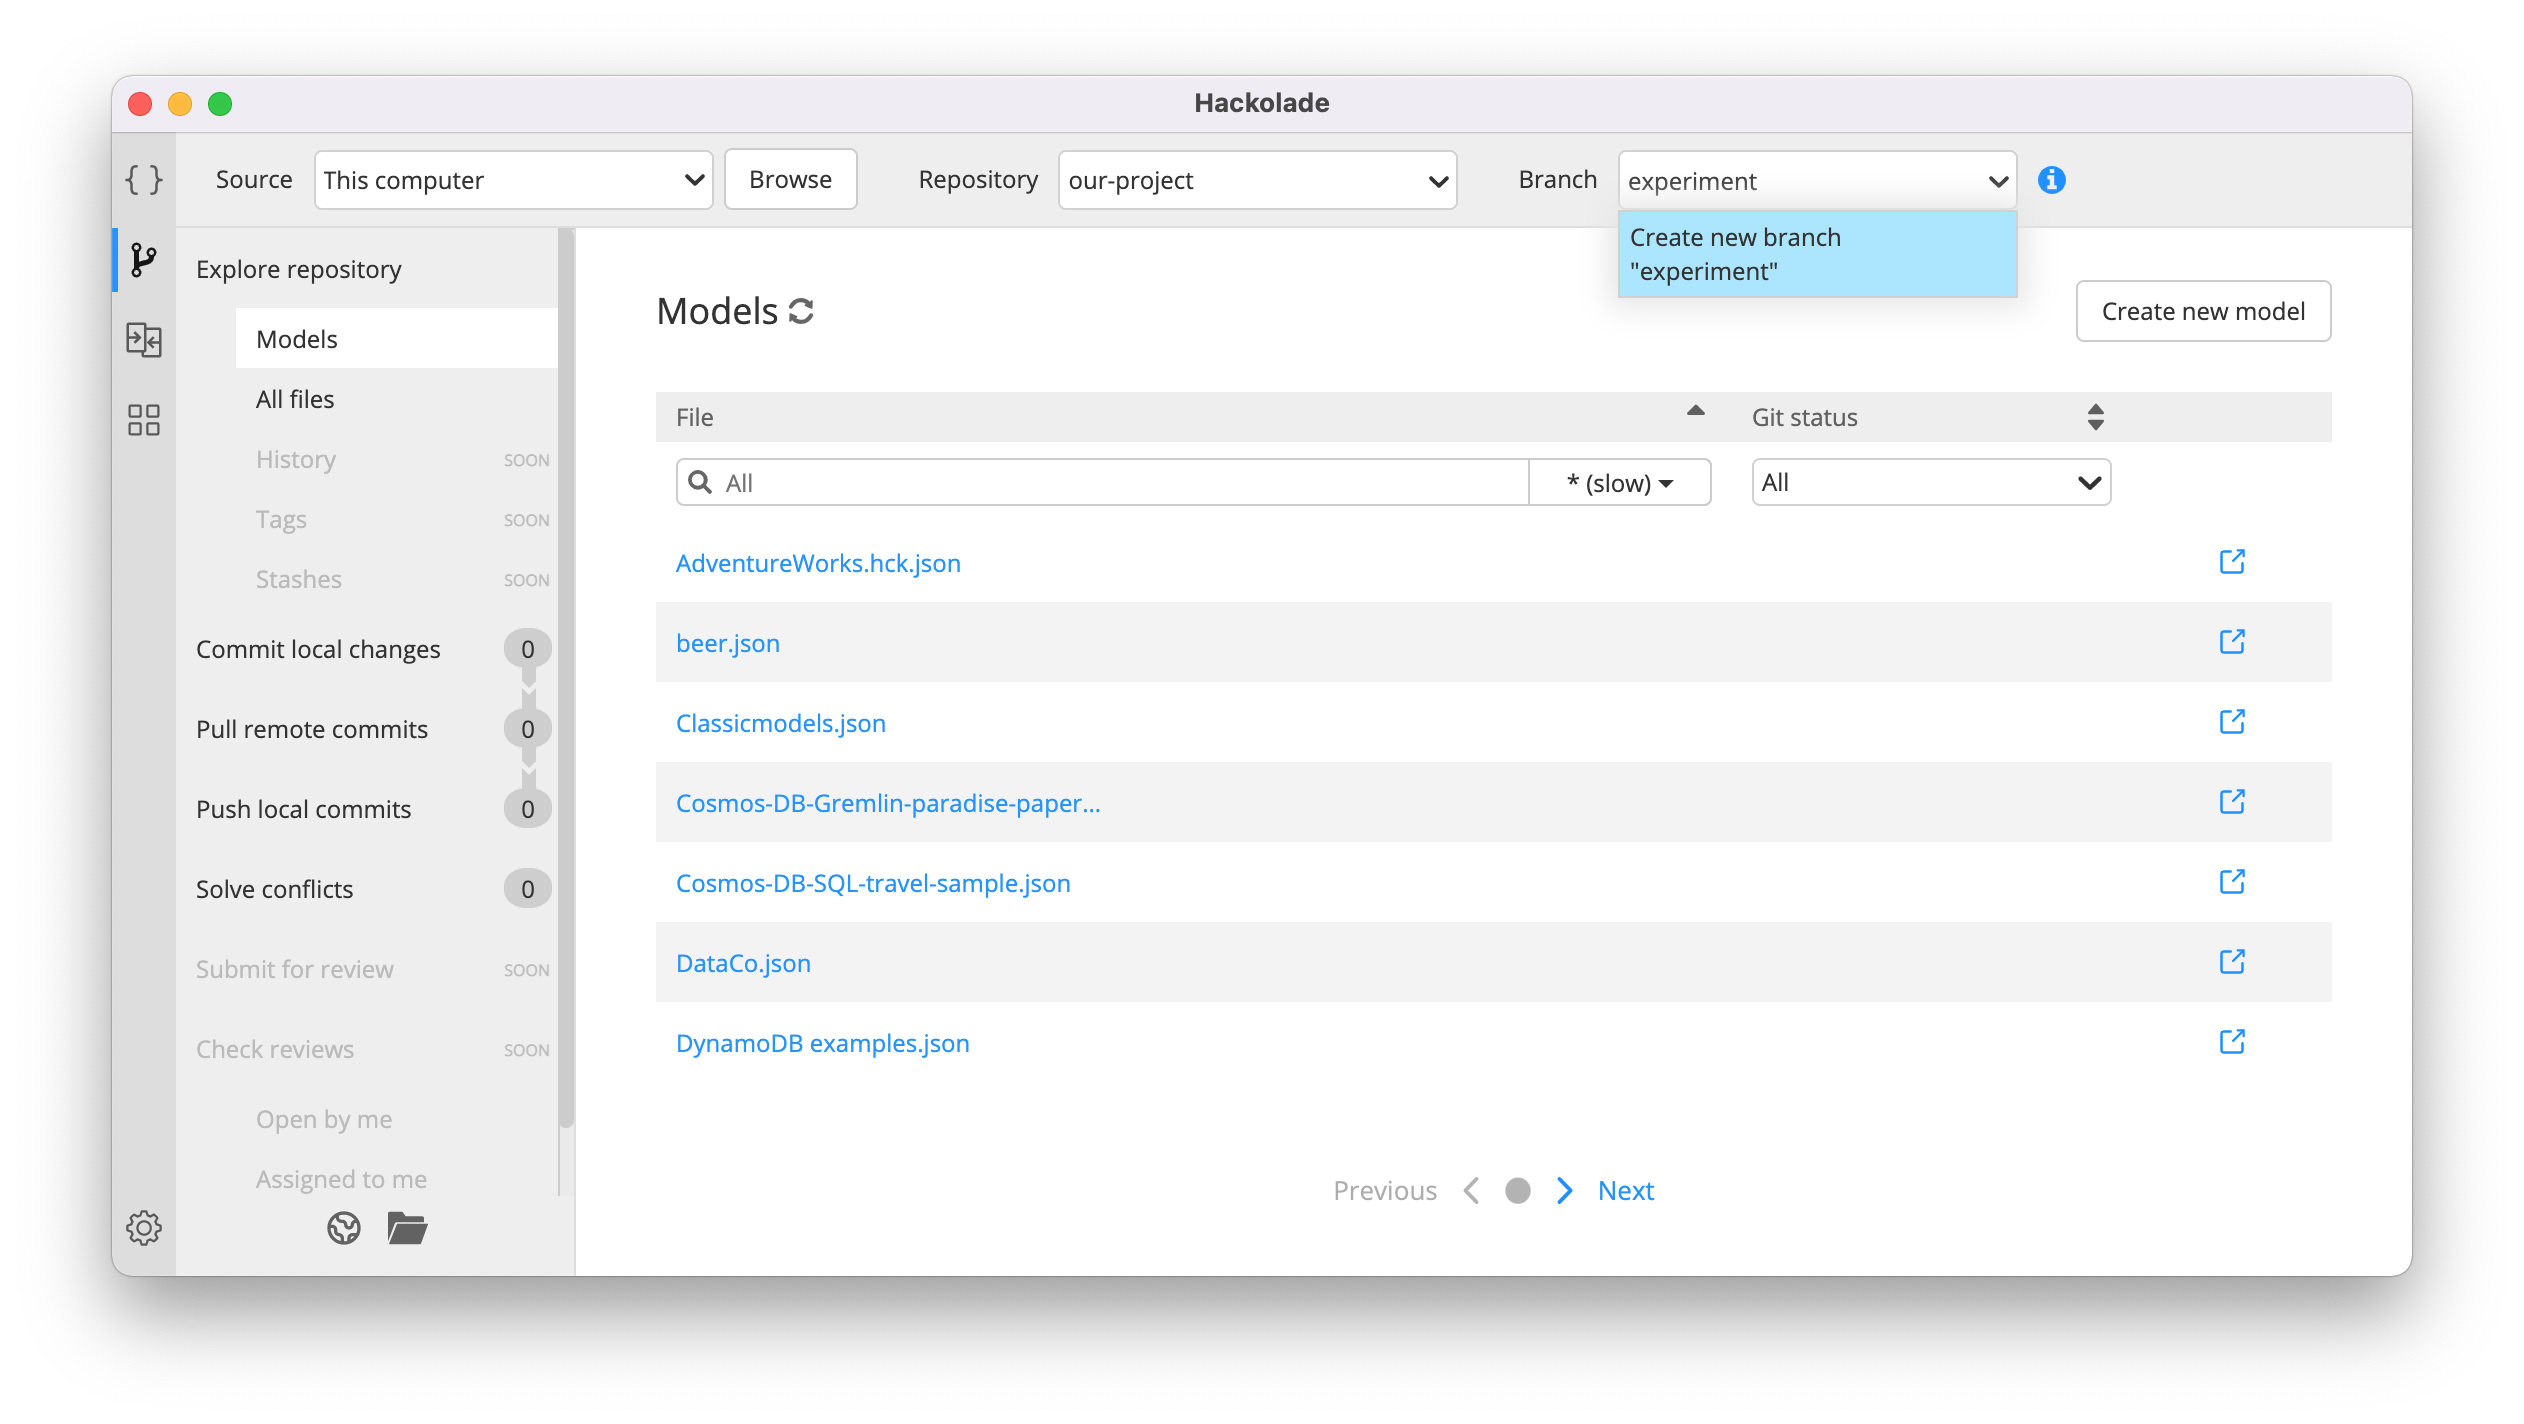 Hackolade
Source
This computer
Browse
Repository
our-project
Branch
experiment
Create new branch
"experiment"
Explore repository
Models
All files
History SOON
Tags SOON
Stashes SOON
Commit local changes 0
Pull remote commits 0
Push local commits 0
Solve conflicts 0
Submit for review SOON
Check reviews SOON
Open by me
Assigned to me
Models
Create new model
File
Git status
All
* (slow)
All
AdventureWorks.hck.json
beer.json
Classicmodels.json
Cosmos-DB-Gremlin-paradise-paper...
Cosmos-DB-SQL-travel-sample.json
DataCo.json
DynamoDB examples.json
Previous
Next